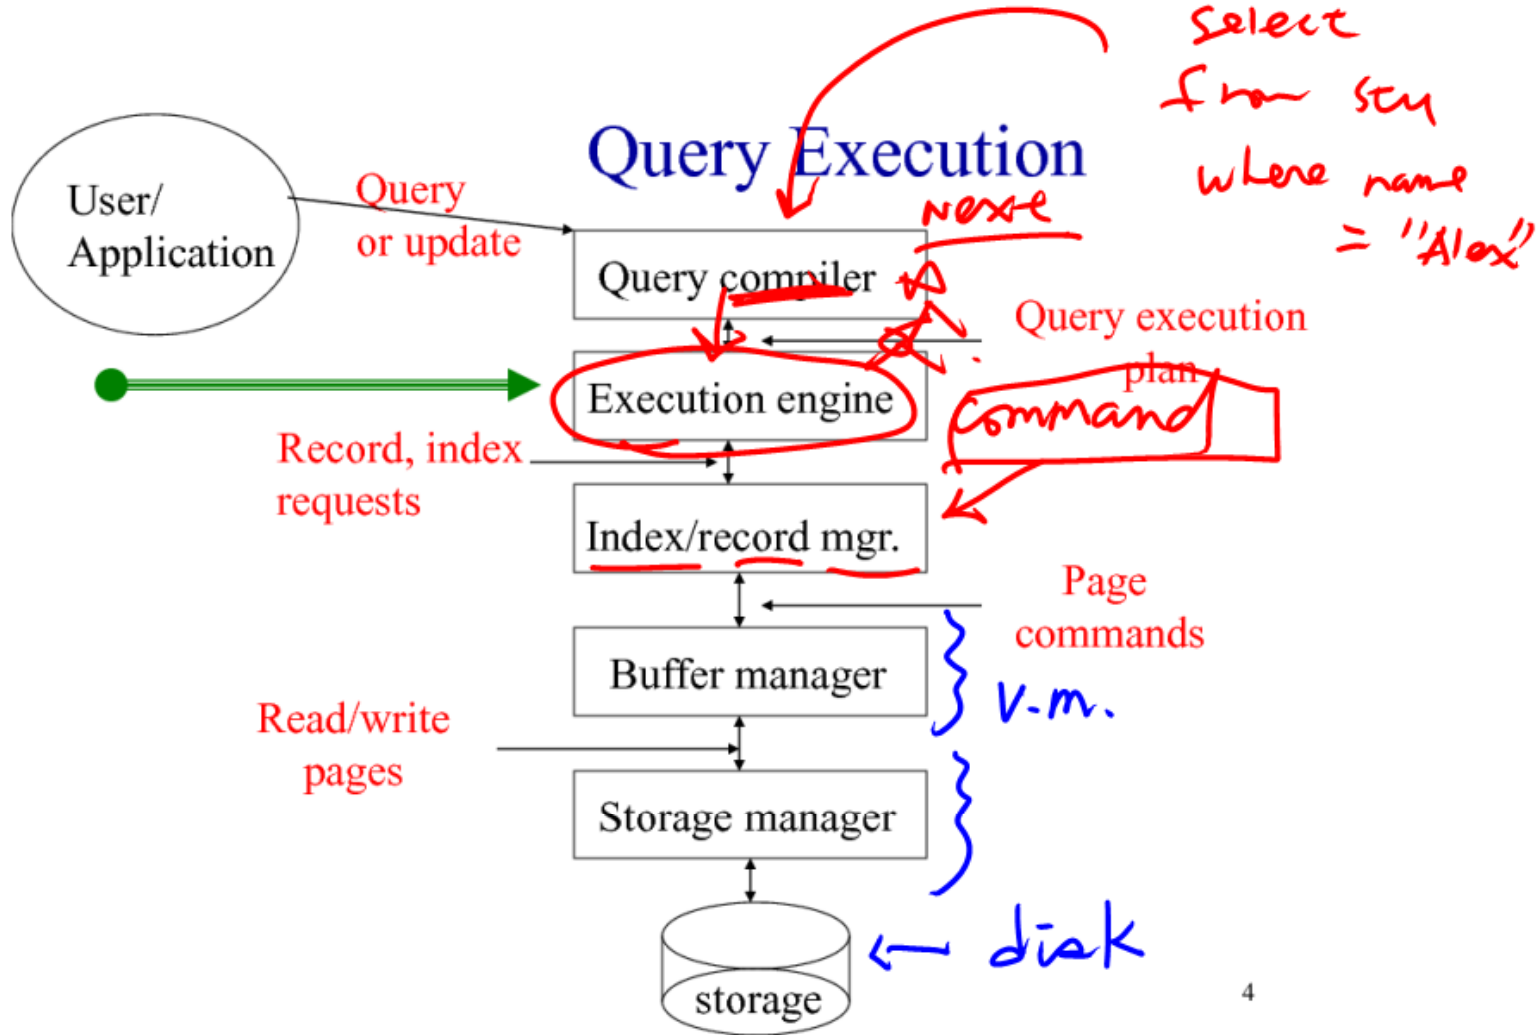 select
from stu
where name
= "Alex"
Query Execution
User/
Application
Query
or update
Next
Query compiler
Query execution
plan
Execution engine
command
Record, index
requests
Index/record mgr.
Page
commands
Buffer manager
v.m.
Read/write
pages
Storage manager
disk
storage
4